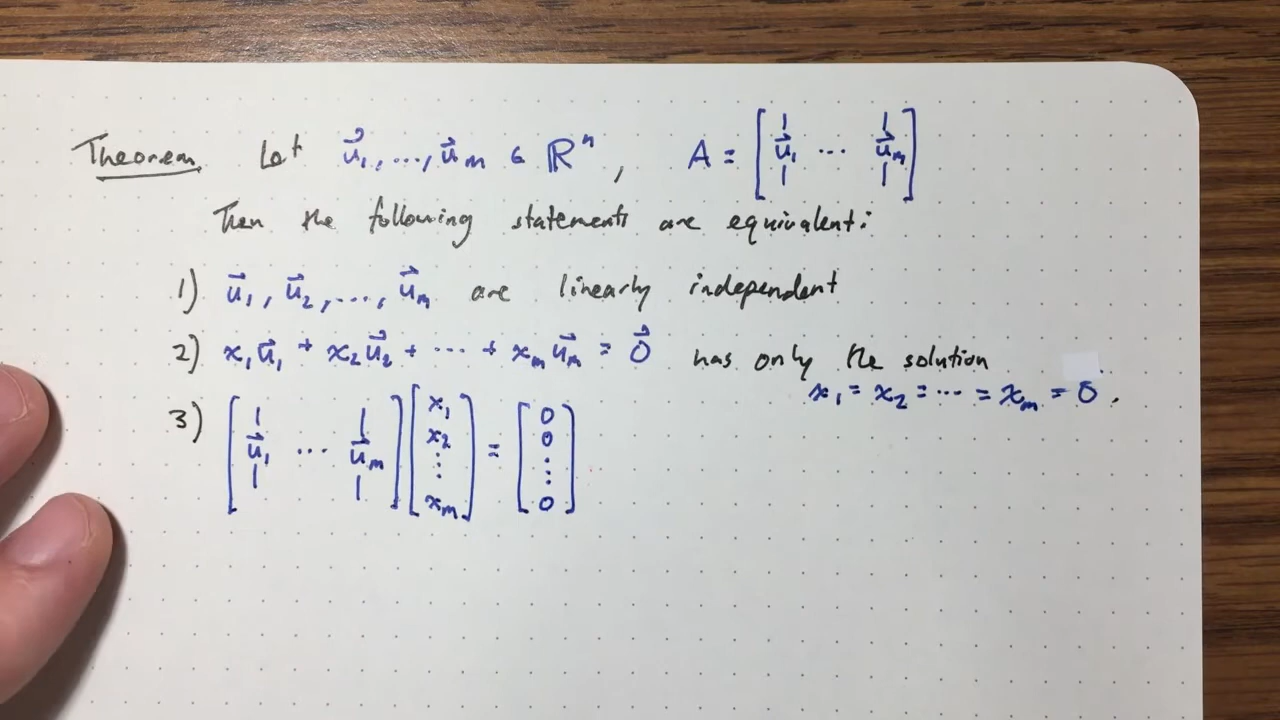 Theorem Let u⃗₁, ..., u⃗ₘ ∈ ℝⁿ, A = [u⃗₁ ... u⃗ₘ]
Then the following statements are equivalent:
1) u⃗₁, u⃗₂, ..., u⃗ₘ are linearly independent
2) x₁u⃗₁ + x₂u⃗₂ + ... + xₘu⃗ₘ = 0⃗ has only the solution
x₁ = x₂ = ... = xₘ = 0.
3) [u⃗₁ ... u⃗ₘ] [x₁ x₂ ⋮ xₘ] = [0 0 ⋮ 0]